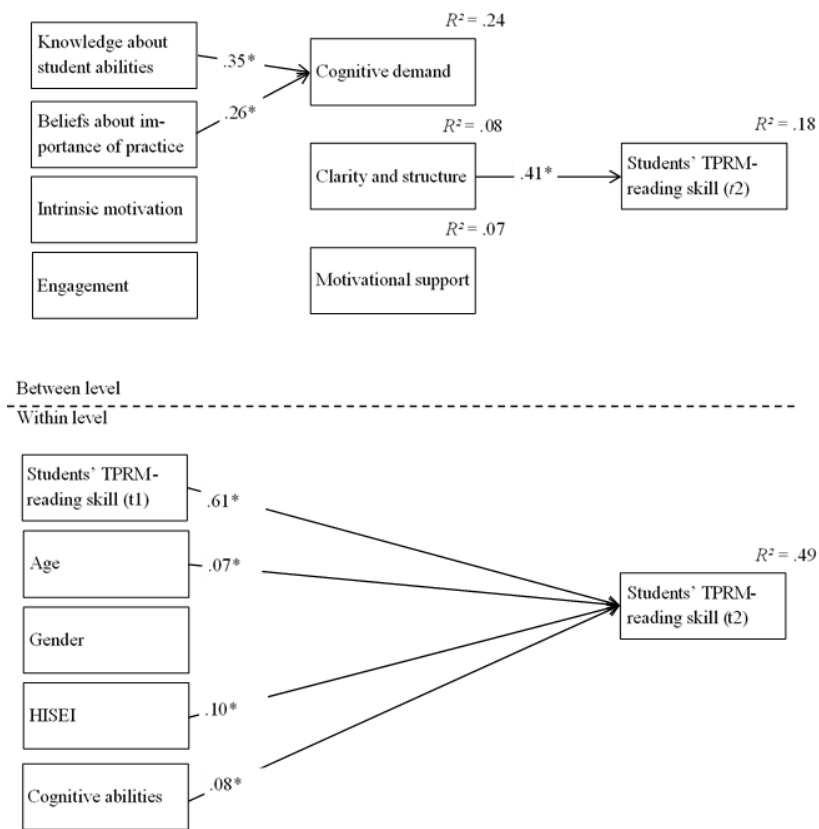 R² = .24
Knowledge about
student abilities
.35*
Cognitive demand
Beliefs about im-
portance of practice
.26*
R² = .08
R² = .18
Clarity and structure
.41*
Students’ TPRM-
reading skill (t2)
Intrinsic motivation
R² = .07
Engagement
Motivational support
Between level
Within level
Students’ TPRM-
reading skill (t1)
.61*
Age
.07*
R² = .49
Students’ TPRM-
reading skill (t2)
Gender
HISEI
.10*
Cognitive abilities
.08*